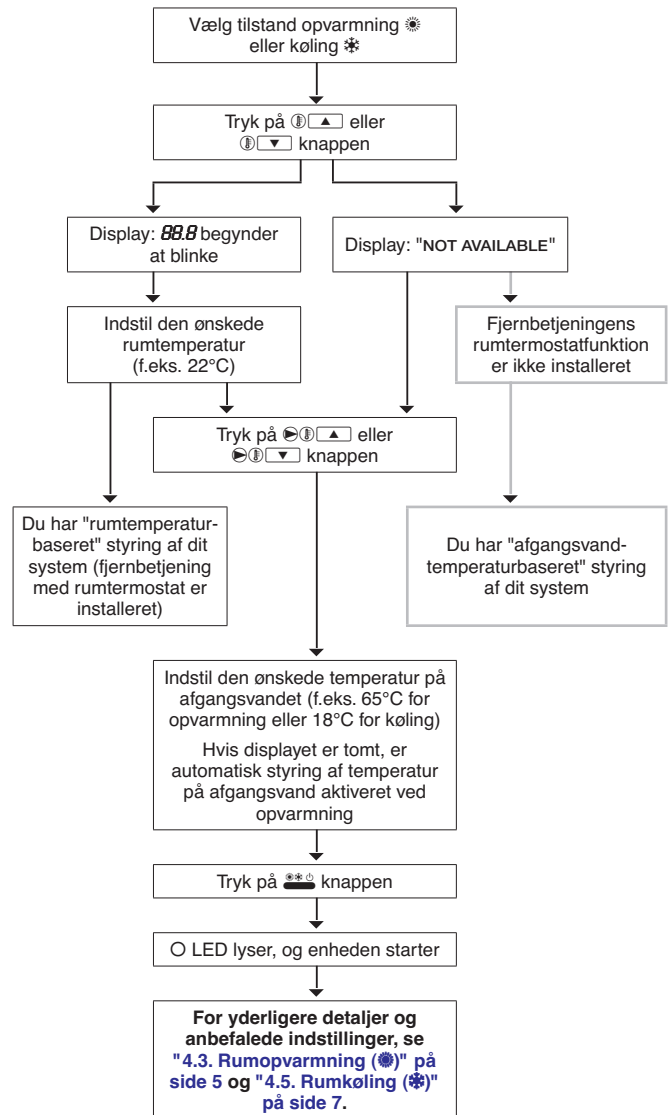 Vælg tilstand opvarmning ☀
eller køling ❄
Tryk på ▲ eller
▼ knappen
Display: 88.8 begynder
at blinke
Display: "NOT AVAILABLE"
Indstil den ønskede
rumtemperatur
(f.eks. 22°C)
Fjernbetjeningens
rumtermostatfunktion
er ikke installeret
Tryk på ▲ eller
▼ knappen
Du har "rumtemperatur-
baseret" styring af dit
system (fjernbetjening
med rumtermostat er
installeret)
Du har "afgangsvand-
temperaturbaseret" styring
af dit system
Indstil den ønskede temperatur på
afgangsvandet (f.eks. 65°C for
opvarmning eller 18°C for køling)
Hvis displayet er tomt, er
automatisk styring af temperatur
på afgangsvand aktiveret ved
opvarmning
Tryk på knappen
O LED lyser, og enheden starter
For yderligere detaljer og
anbefalede indstillinger, se
"4.3. Rumopvarmning (☀)" på
side 5 og "4.5. Rumkøling (❄)"
på side 7.